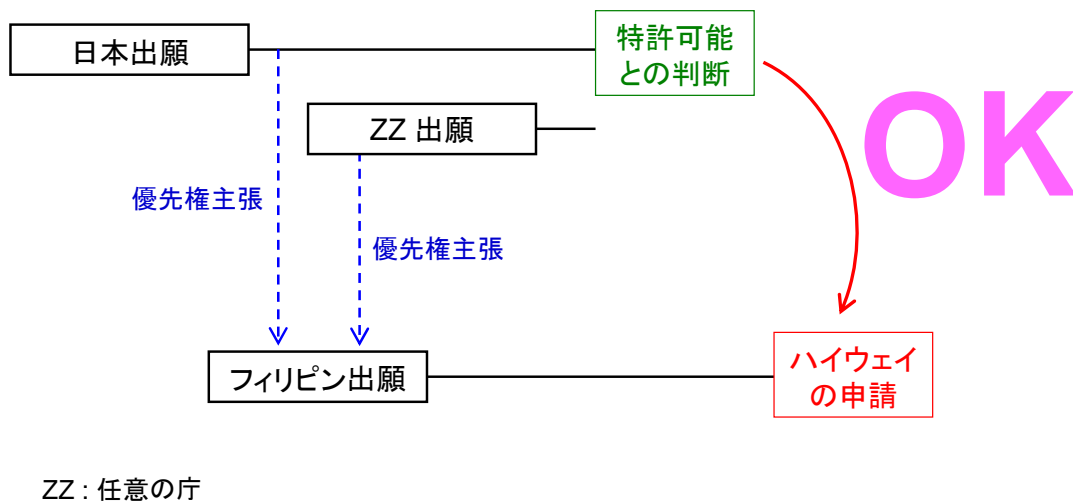 日本出願
特許可能
との判断
OK
ZZ 出願
優先権主張
優先権主張
フィリピン出願
ハイウェイ
の申請
ZZ : 任意の庁